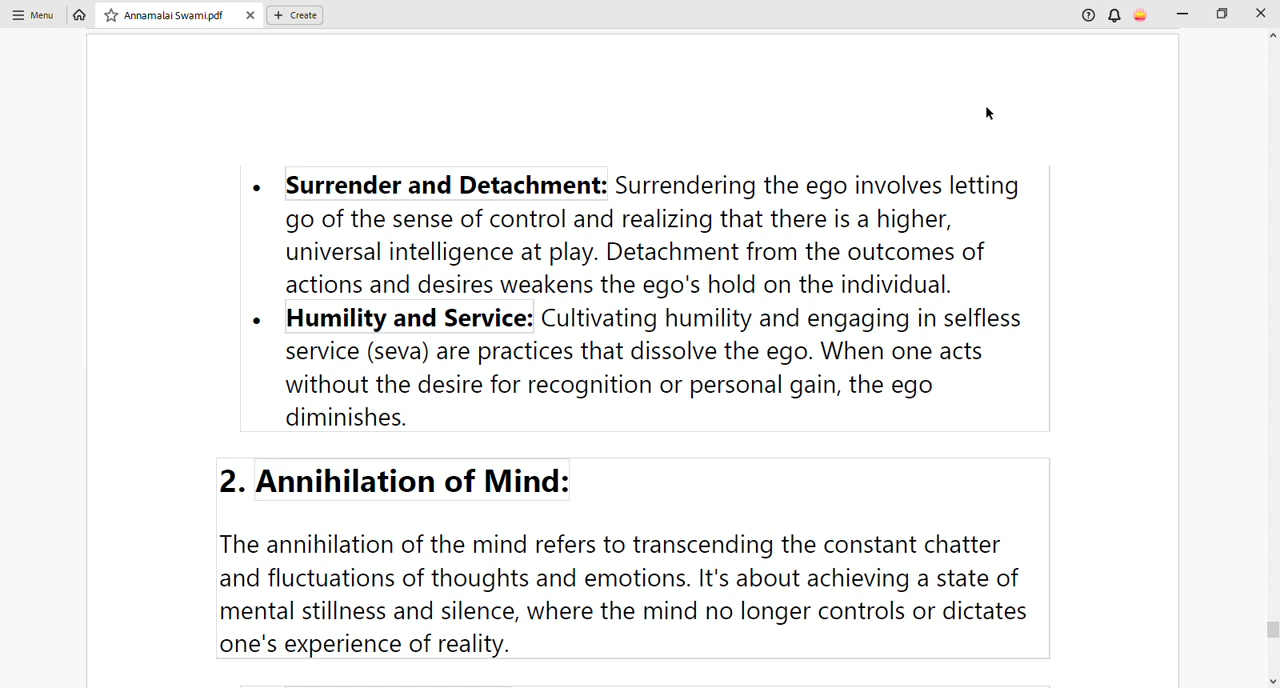 Menu
Annamalai Swami.pdf
+ Create
• Surrender and Detachment: Surrendering the ego involves letting
go of the sense of control and realizing that there is a higher,
universal intelligence at play. Detachment from the outcomes of
actions and desires weakens the ego's hold on the individual.
• Humility and Service: Cultivating humility and engaging in selfless
service (seva) are practices that dissolve the ego. When one acts
without the desire for recognition or personal gain, the ego
diminishes.
2. Annihilation of Mind:
The annihilation of the mind refers to transcending the constant chatter
and fluctuations of thoughts and emotions. It's about achieving a state of
mental stillness and silence, where the mind no longer controls or dictates
one's experience of reality.